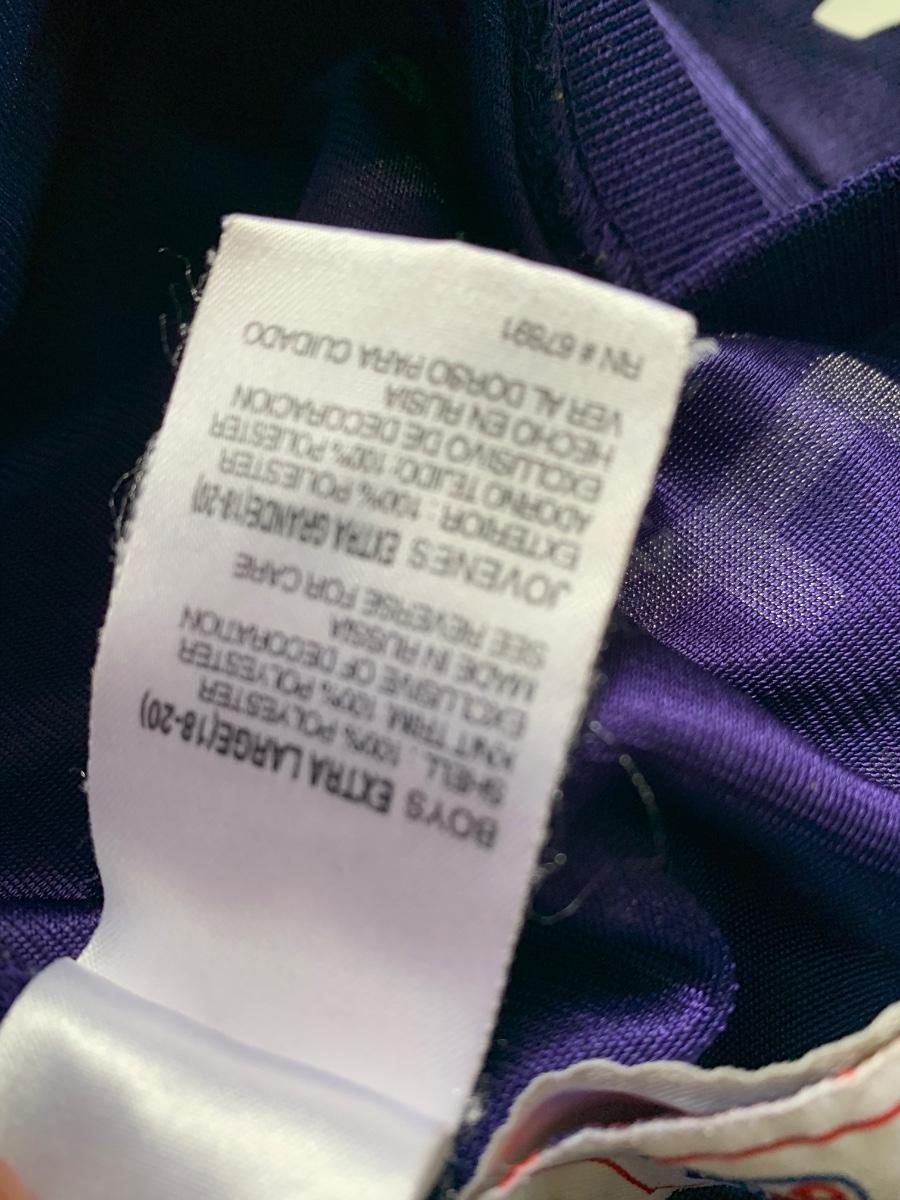 BOYS EXTRA LARGE(18-20)
SHELL : 100% POLYESTER
KNIT TRIM: 100% POLYESTER
EXCLUSIVE OF DECORATION
MADE IN RUSSIA
SEE REVERSE FOR CARE
JOVENES EXTRA GRANDE(18-20)
EXTERIOR : 100% POLIESTER
ADORNO TEJIDO: 100% POLIESTER
EXCLUSIVO DE DECORACION
HECHO EN RUSIA
VER AL DORSO PARA CUIDADO
RN # 67991